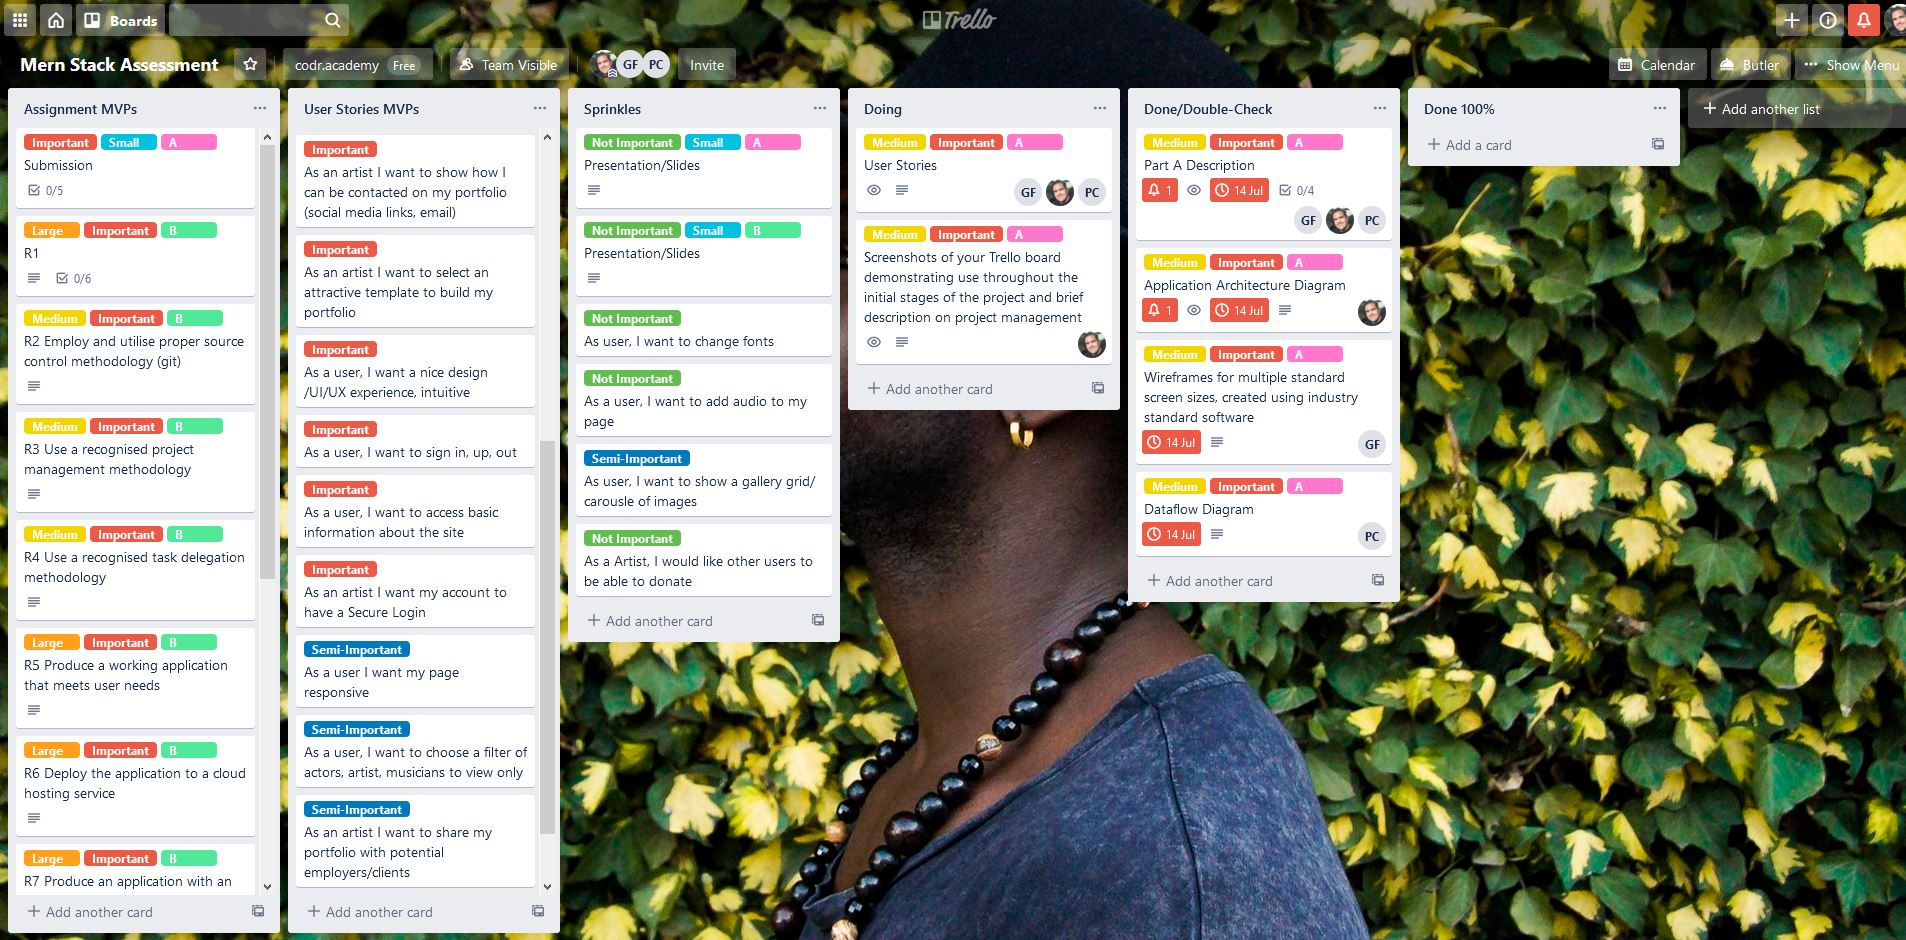 Boards
Trello
Mern Stack Assessment
codr.academy Free
Team Visible
GF PC
Invite
Calendar
Butler
Show Menu
Assignment MVPs
Important Small A
Submission
0/5
Large Important B
R1
0/6
Medium Important B
R2 Employ and utilise proper source
control methodology (git)
Medium Important B
R3 Use a recognised project
management methodology
Medium Important B
R4 Use a recognised task delegation
methodology
Large Important B
R5 Produce a working application
that meets user needs
Large Important B
R6 Deploy the application to a cloud
hosting service
Large Important B
R7 Produce an application with an
Add another card
User Stories MVPs
Important
As an artist I want to show how I
can be contacted on my portfolio
(social media links, email)
Important
As an artist I want to select an
attractive template to build my
portfolio
Important
As a user, I want a nice design
/UI/UX experience, intuitive
Important
As a user, I want to sign in, up, out
Important
As a user, I want to access basic
information about the site
Important
As an artist I want my account to
have a Secure Login
Semi-Important
As a user I want my page
responsive
Semi-Important
As a user, I want to choose a filter of
actors, artist, musicians to view only
Semi-Important
As an artist I want to share my
portfolio with potential
employers/clients
Add another card
Sprinkles
Not Important Small A
Presentation/Slides
Not Important Small B
Presentation/Slides
Not Important
As user, I want to change fonts
Not Important
As a user, I want to add audio to my
page
Semi-Important
As user, I want to show a gallery grid/
carousle of images
Not Important
As a Artist, I would like other users to
be able to donate
Add another card
Doing
Medium Important A
User Stories
GF PC
Medium Important A
Screenshots of your Trello board
demonstrating use throughout the
initial stages of the project and brief
description on project management
Add another card
Done/Double-Check
Medium Important A
Part A Description
1 14 Jul 0/4
GF PC
Medium Important A
Application Architecture Diagram
1 14 Jul
Medium Important A
Wireframes for multiple standard
screen sizes, created using industry
standard software
14 Jul GF
Medium Important A
Dataflow Diagram
14 Jul PC
Add another card
Done 100%
Add a card
Add another list